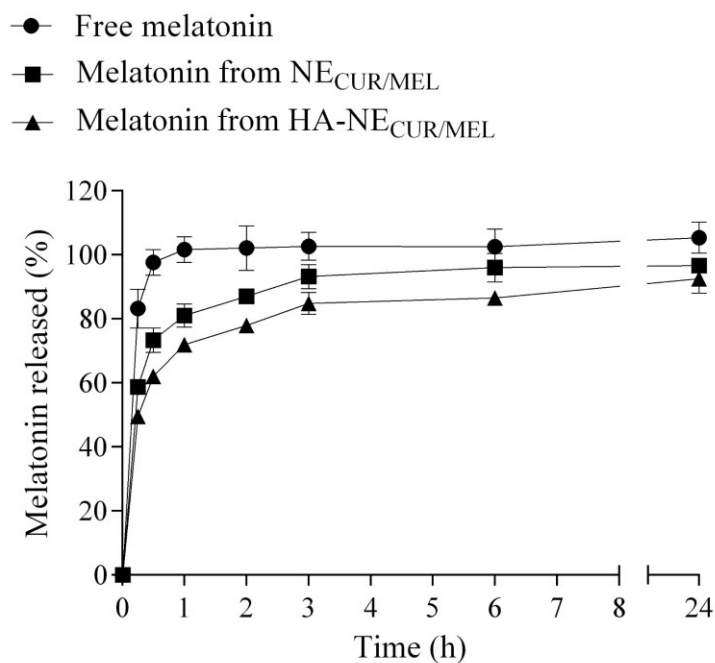 Free melatonin
Melatonin from NECUR/MEL
Melatonin from HA-NECUR/MEL
Melatonin released (%)
120
100
80
60
40
20
0
0 1 2 3 4 5 6 7 8 24
Time (h)